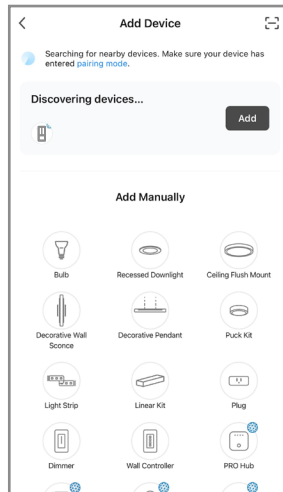 Add Device
Searching for nearby devices. Make sure your device has
entered pairing mode.
Discovering devices...
Add
Add Manually
Bulb
Recessed Downlight
Ceiling Flush Mount
Decorative Wall
Sconce
Decorative Pendant
Puck Kit
Light Strip
Linear Kit
Plug
Dimmer
Wall Controller
PRO Hub